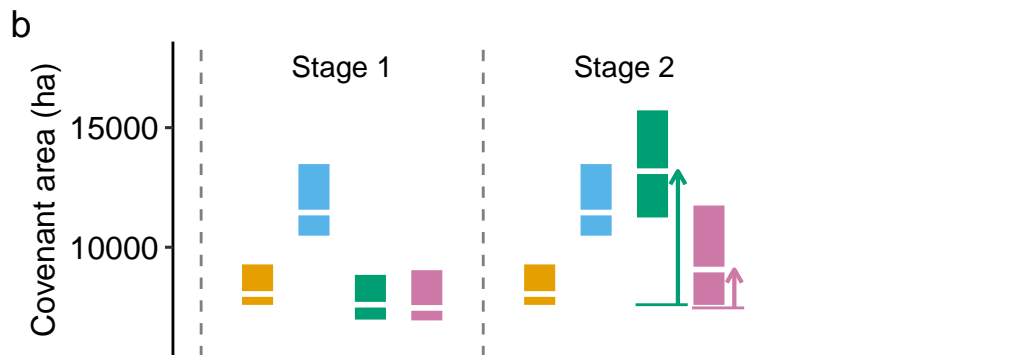 b
Stage 1
Stage 2
Covenant area (ha)
15000
10000